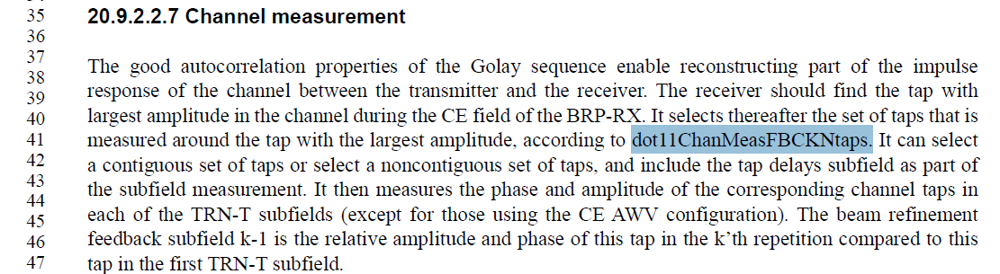 35 20.9.2.2.7 Channel measurement
36
37 The good autocorrelation properties of the Golay sequence enable reconstructing part of the impulse
38 response of the channel between the transmitter and the receiver. The receiver should find the tap with
39
40 largest amplitude in the channel during the CE field of the BRP-RX. It selects thereafter the set of taps that is
41 measured around the tap with the largest amplitude, according to dot11ChanMeasFBCKNtaps. It can select
42 a contiguous set of taps or select a noncontiguous set of taps, and include the tap delays subfield as part of
43 the subfield measurement. It then measures the phase and amplitude of the corresponding channel taps in
44
45 each of the TRN-T subfields (except for those using the CE AWV configuration). The beam refinement
46 feedback subfield k-1 is the relative amplitude and phase of this tap in the k'th repetition compared to this
47 tap in the first TRN-T subfield.